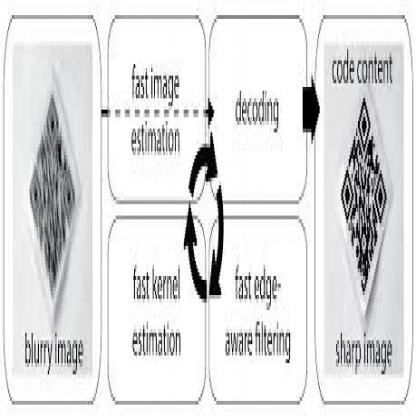 fast image
estimation
decoding
code content
blurry image
fast kernel
estimation
fast edge-
aware filtering
sharp image